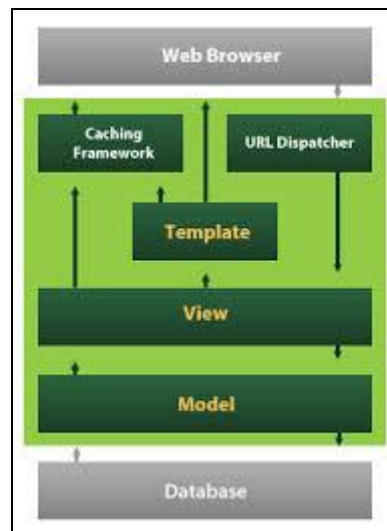 Web Browser
Caching
Framework
URL Dispatcher
Template
View
Model
Database